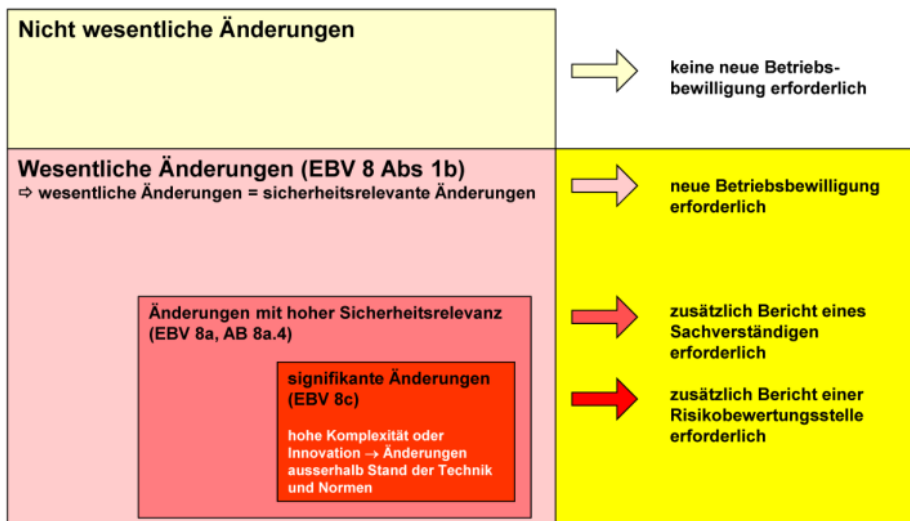 Nicht wesentliche Änderungen
keine neue Betriebs-
bewilligung erforderlich
Wesentliche Änderungen (EBV 8 Abs 1b)
⇨ wesentliche Änderungen = sicherheitsrelevante Änderungen
neue Betriebsbewilligung
erforderlich
Änderungen mit hoher Sicherheitsrelevanz
(EBV 8a, AB 8a.4)
zusätzlich Bericht eines
Sachverständigen
erforderlich
signifikante Änderungen
(EBV 8c)
hohe Komplexität oder
Innovation → Änderungen
ausserhalb Stand der Technik
und Normen
zusätzlich Bericht einer
Risikobewertungsstelle
erforderlich